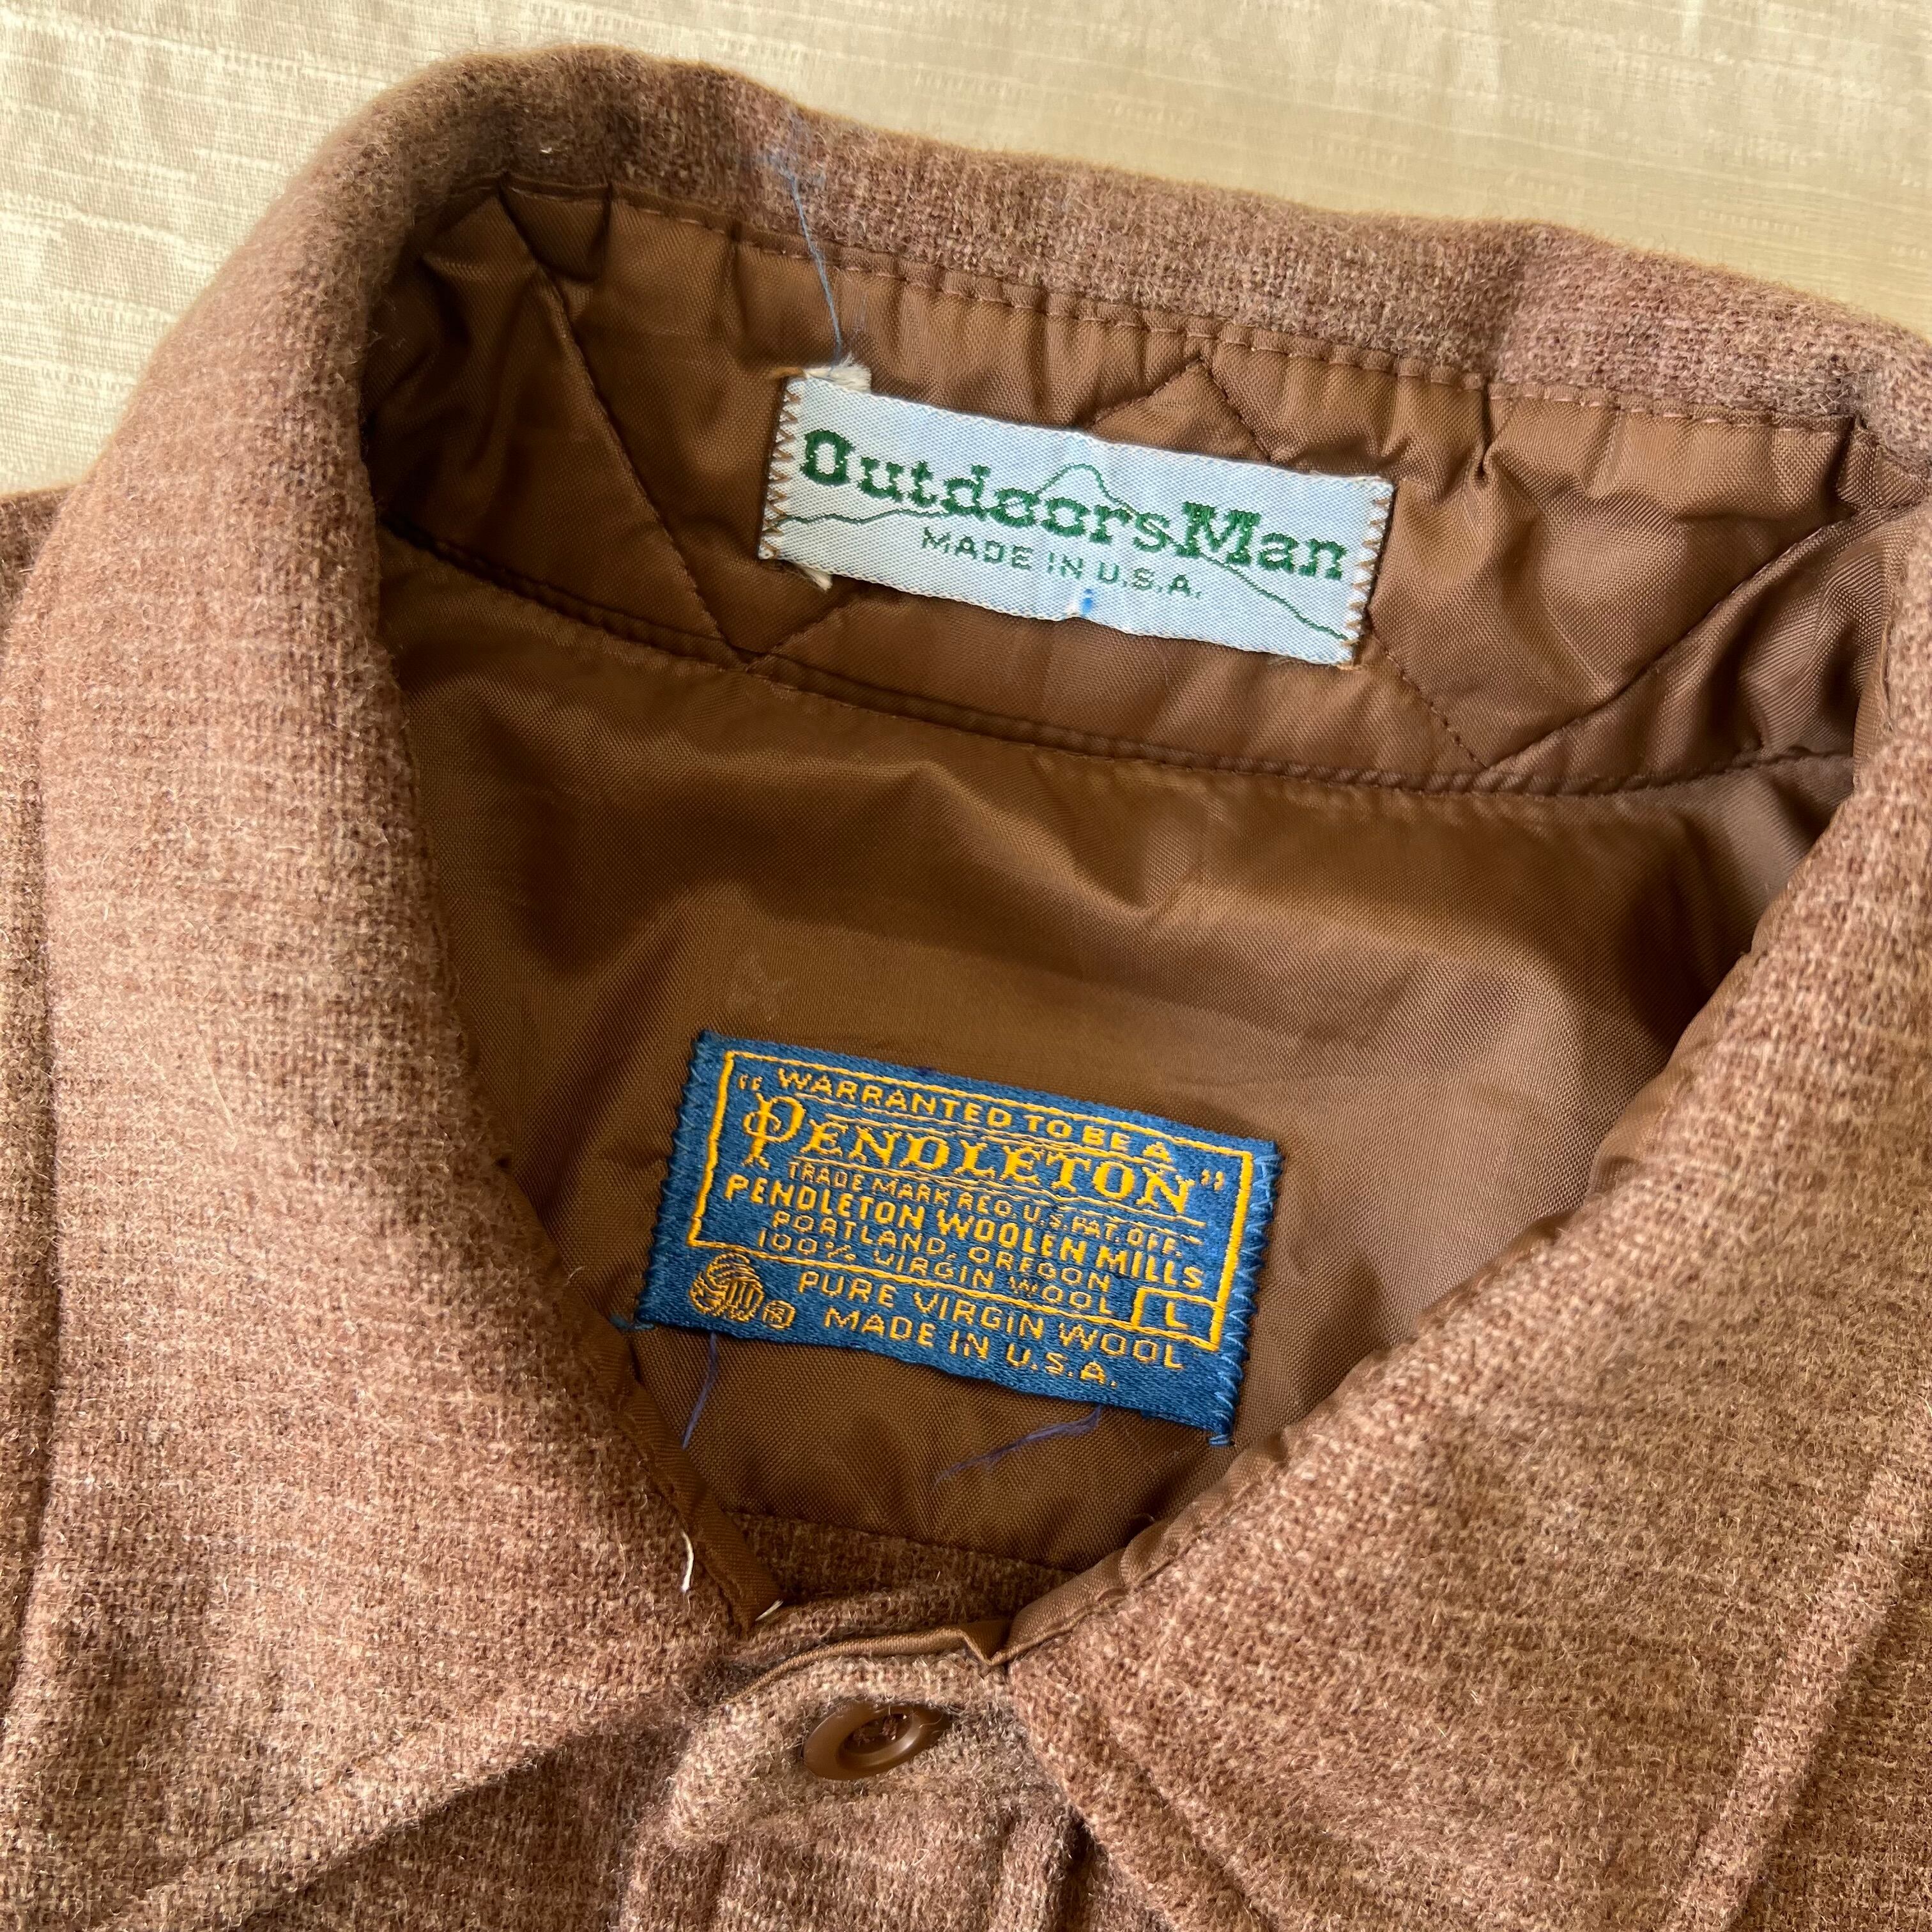 OutdoorsMan
MADE IN U.S.A.
"WARRANTED TO BE A
PENDLETON"
TRADE MARK REG. U.S. PAT. OFF.
PENDLETON WOOLEN MILLS
PORTLAND, OREGON
100% VIRGIN WOOL L
PURE VIRGIN WOOL
® MADE IN U.S.A.